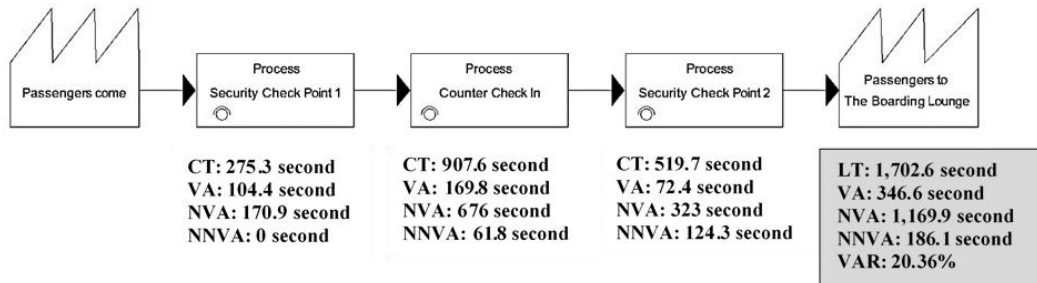 Passengers come
Process
Security Check Point 1
Process
Counter Check In
Process
Security Check Point 2
Passengers to
The Boarding Lounge
CT: 275.3 second
VA: 104.4 second
NVA: 170.9 second
NNVA: 0 second
CT: 907.6 second
VA: 169.8 second
NVA: 676 second
NNVA: 61.8 second
CT: 519.7 second
VA: 72.4 second
NVA: 323 second
NNVA: 124.3 second
LT: 1,702.6 second
VA: 346.6 second
NVA: 1,169.9 second
NNVA: 186.1 second
VAR: 20.36%